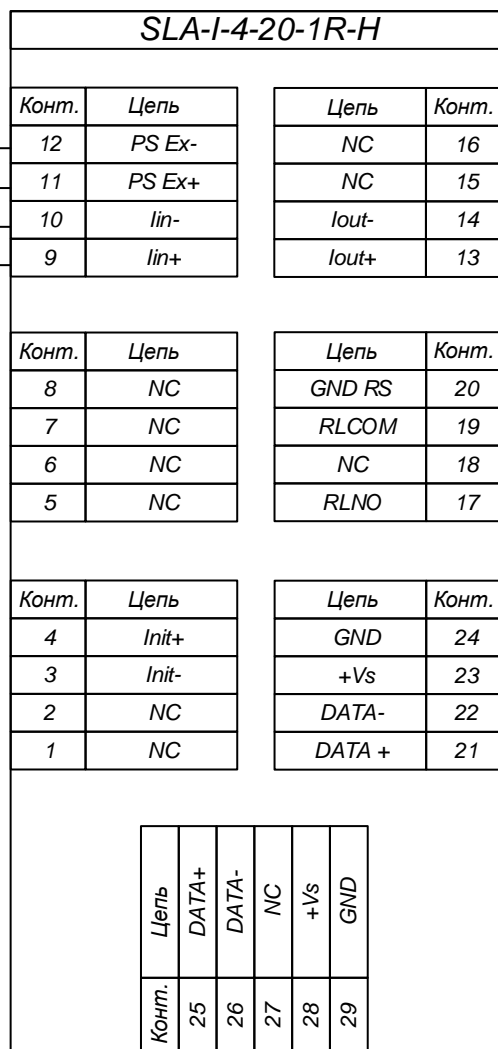 SLA-I-4-20-1R-H
Конт. Цепь Цепь Конт.
12 PS Ex- NC 16
11 PS Ex+ NC 15
10 Iin- Iout- 14
9 Iin+ Iout+ 13
Конт. Цепь Цепь Конт.
8 NC GND RS 20
7 NC RLCOM 19
6 NC NC 18
5 NC RLNO 17
Конт. Цепь Цепь Конт.
4 Init+ GND 24
3 Init- +Vs 23
2 NC DATA- 22
1 NC DATA + 21
Цепь DATA+ DATA- NC +Vs GND
Конт. 25 26 27 28 29